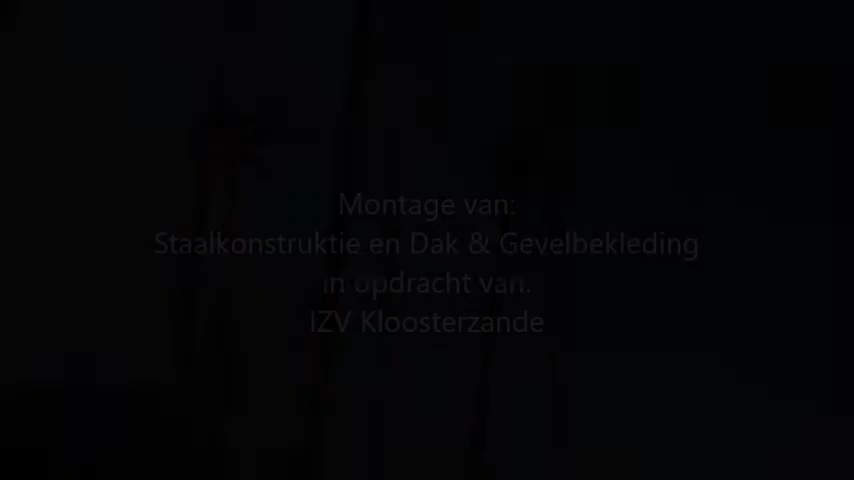 Montage van:
Staalkonstruktie en Dak & Gevelbekleding
in opdracht van:
IZV Kloosterzande